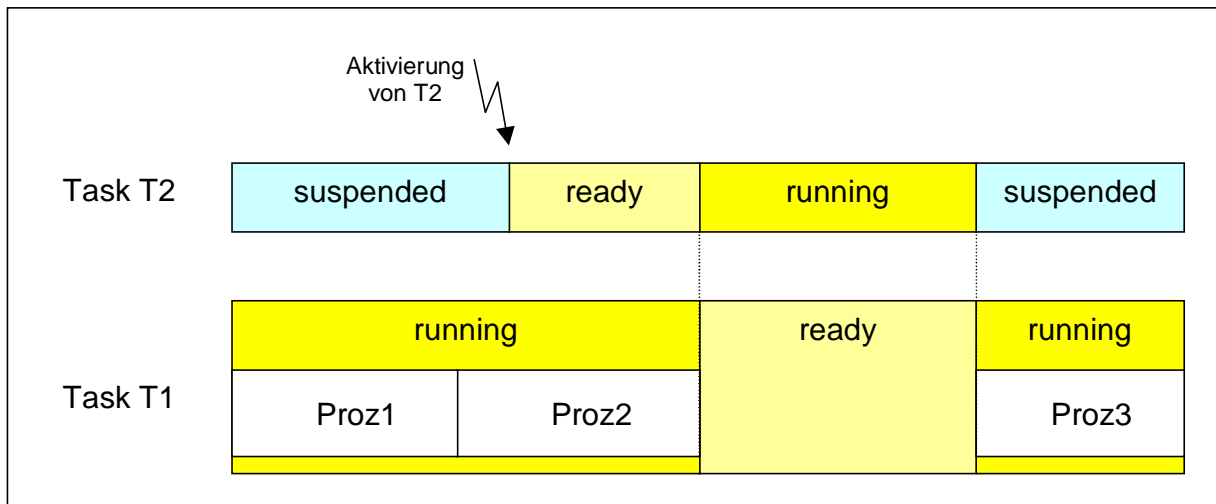 Aktivierung
von T2
Task T2
suspended
ready
running
suspended
running
ready
running
Task T1
Proz1
Proz2
Proz3